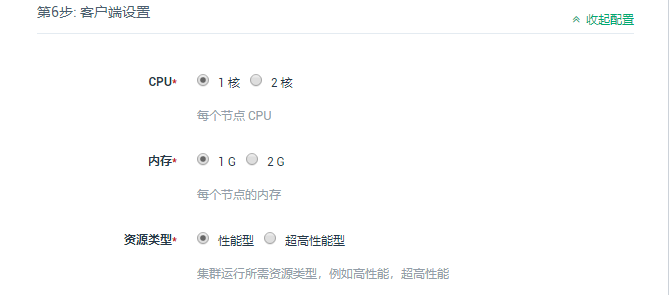 第6步: 客户端设置
收起配置
CPU* 1 核 2 核
每个节点 CPU
内存* 1 G 2 G
每个节点的内存
资源类型* 性能型 超高性能型
集群运行所需资源类型，例如高性能，超高性能